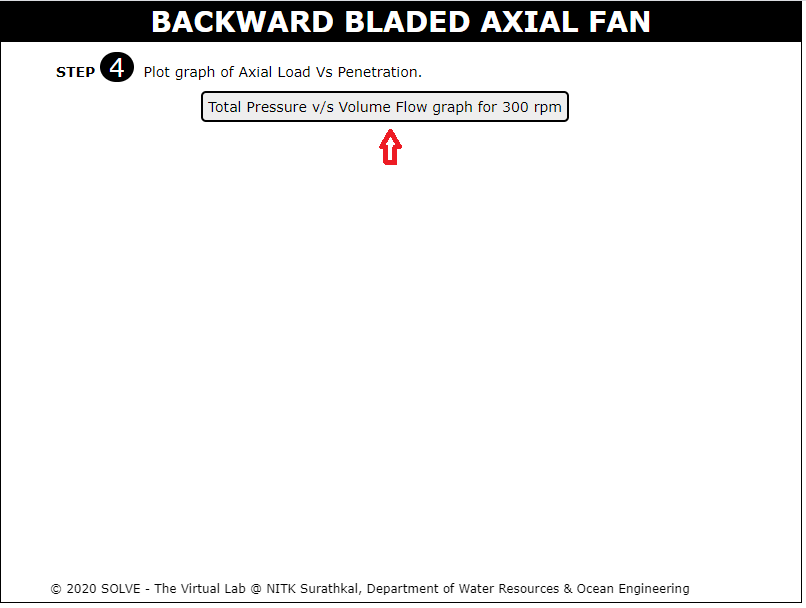 BACKWARD BLADED AXIAL FAN
STEP 4 Plot graph of Axial Load Vs Penetration.
Total Pressure v/s Volume Flow graph for 300 rpm
© 2020 SOLVE - The Virtual Lab @ NITK Surathkal, Department of Water Resources & Ocean Engineering